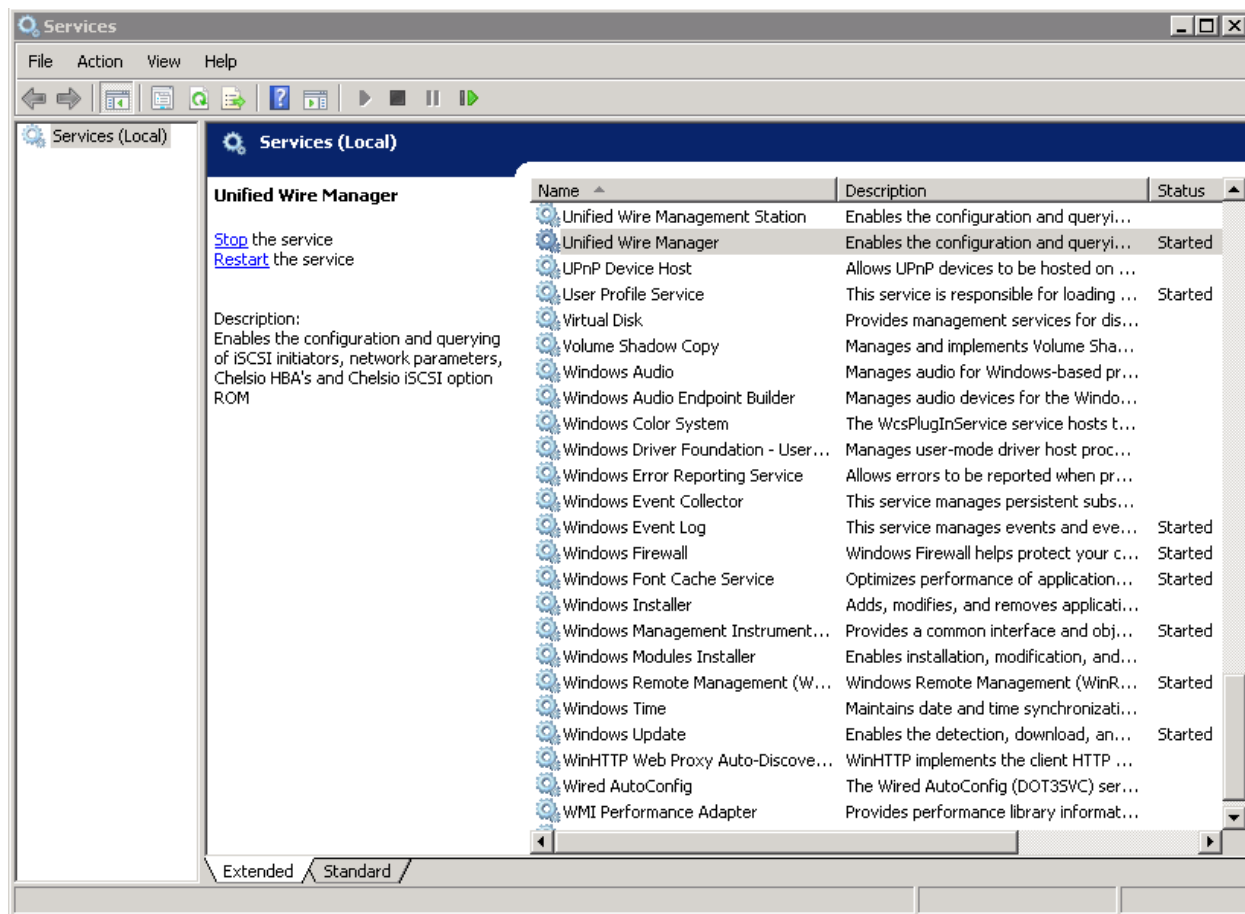 Services
File Action View Help
Services (Local)
Services (Local)
Unified Wire Manager
Stop the service
Restart the service
Description:
Enables the configuration and querying
of iSCSI initiators, network parameters,
Chelsio HBA's and Chelsio iSCSI option
ROM
Name Description Status
Unified Wire Management Station Enables the configuration and queryi...
Unified Wire Manager Enables the configuration and queryi... Started
UPnP Device Host Allows UPnP devices to be hosted on ...
User Profile Service This service is responsible for loading ... Started
Virtual Disk Provides management services for dis...
Volume Shadow Copy Manages and implements Volume Sha...
Windows Audio Manages audio for Windows-based pr...
Windows Audio Endpoint Builder Manages audio devices for the Windo...
Windows Color System The WcsPlugInService service hosts t...
Windows Driver Foundation - User... Manages user-mode driver host proc...
Windows Error Reporting Service Allows errors to be reported when pr...
Windows Event Collector This service manages persistent subs...
Windows Event Log This service manages events and eve... Started
Windows Firewall Windows Firewall helps protect your c... Started
Windows Font Cache Service Optimizes performance of application... Started
Windows Installer Adds, modifies, and removes applicati...
Windows Management Instrument... Provides a common interface and obj... Started
Windows Modules Installer Enables installation, modification, and...
Windows Remote Management (W... Windows Remote Management (WinR... Started
Windows Time Maintains date and time synchronizati...
Windows Update Enables the detection, download, an... Started
WinHTTP Web Proxy Auto-Discove... WinHTTP implements the client HTTP ...
Wired AutoConfig The Wired AutoConfig (DOT3SVC) ser...
WMI Performance Adapter Provides performance library informat...
Extended Standard